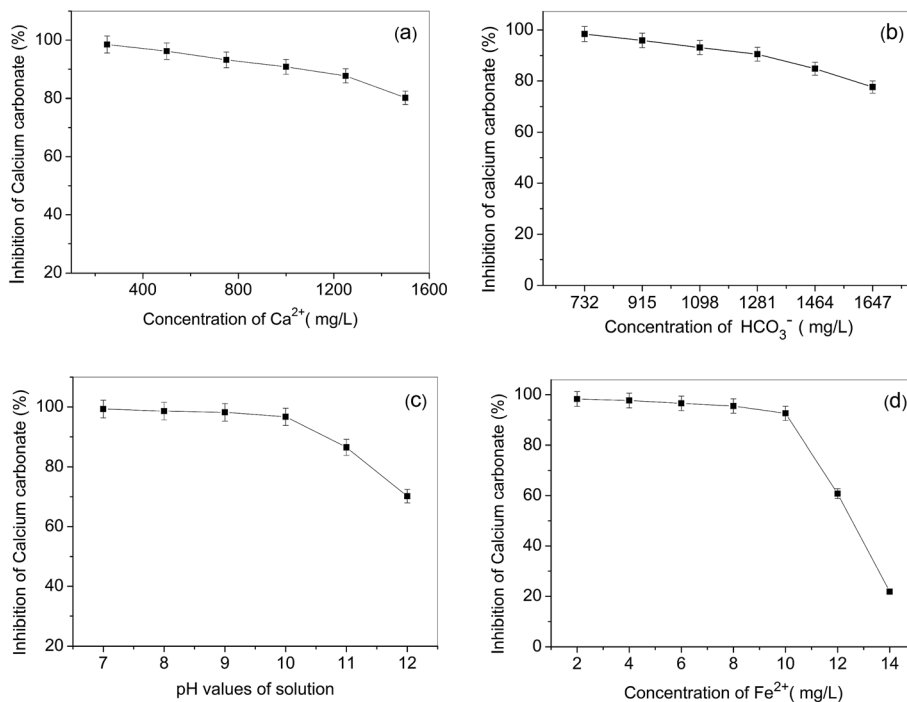 (a)
Inhibition of Calcium carbonate (%)
100
80
60
40
20
400 800 1200 1600
Concentration of Ca²⁺( mg/L)
(b)
Inhibition of calcium carbonate (%)
100
80
60
40
20
0
732 915 1098 1281 1464 1647
Concentration of HCO₃⁻ ( mg/L)
(c)
Inhibition of Calcium carbonate (%)
100
80
60
40
20
7 8 9 10 11 12
pH values of solution
(d)
Inhibition of Calcium carbonate (%)
100
80
60
40
20
0
2 4 6 8 10 12 14
Concentration of Fe²⁺( mg/L)